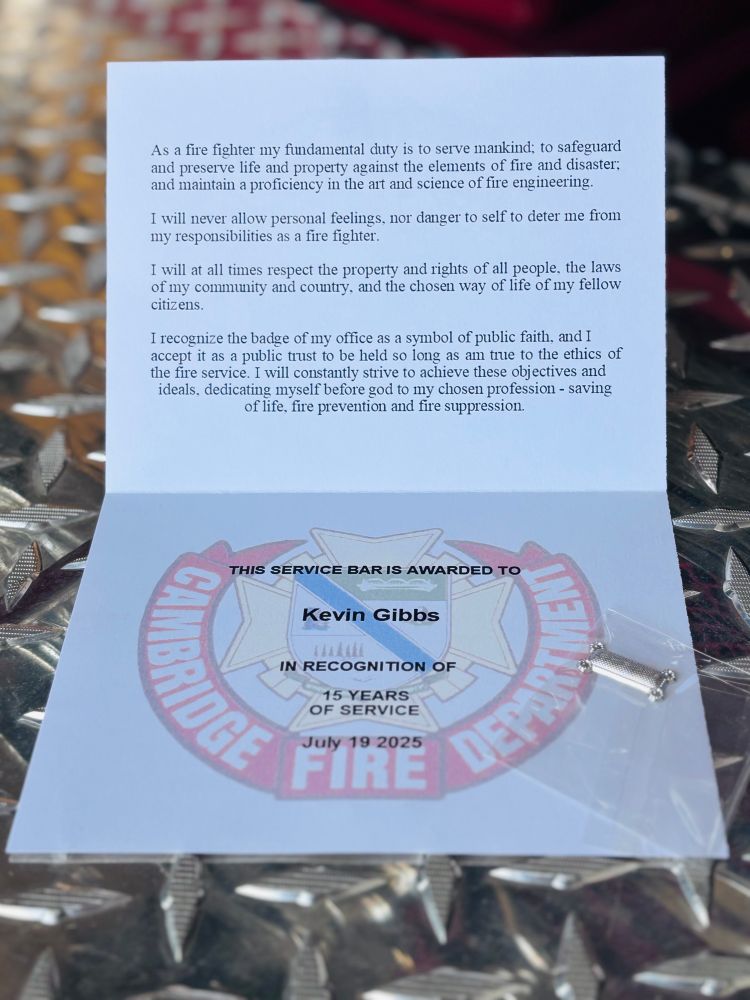 As a fire fighter my fundamental duty is to serve mankind; to safeguard
and preserve life and property against the elements of fire and disaster;
and maintain a proficiency in the art and science of fire engineering.
I will never allow personal feelings, nor danger to self to deter me from
my responsibilities as a fire fighter.
I will at all times respect the property and rights of all people, the laws
of my community and country, and the chosen way of life of my fellow
citizens.
I recognize the badge of my office as a symbol of public faith, and I
accept it as a public trust to be held so long as am true to the ethics of
the fire service. I will constantly strive to achieve these objectives and
ideals, dedicating myself before god to my chosen profession - saving
of life, fire prevention and fire suppression.
THIS SERVICE BAR IS AWARDED TO
Kevin Gibbs
IN RECOGNITION OF
15 YEARS
OF SERVICE
July 19 2025
CAMBRIDGE FIRE DEPARTMENT